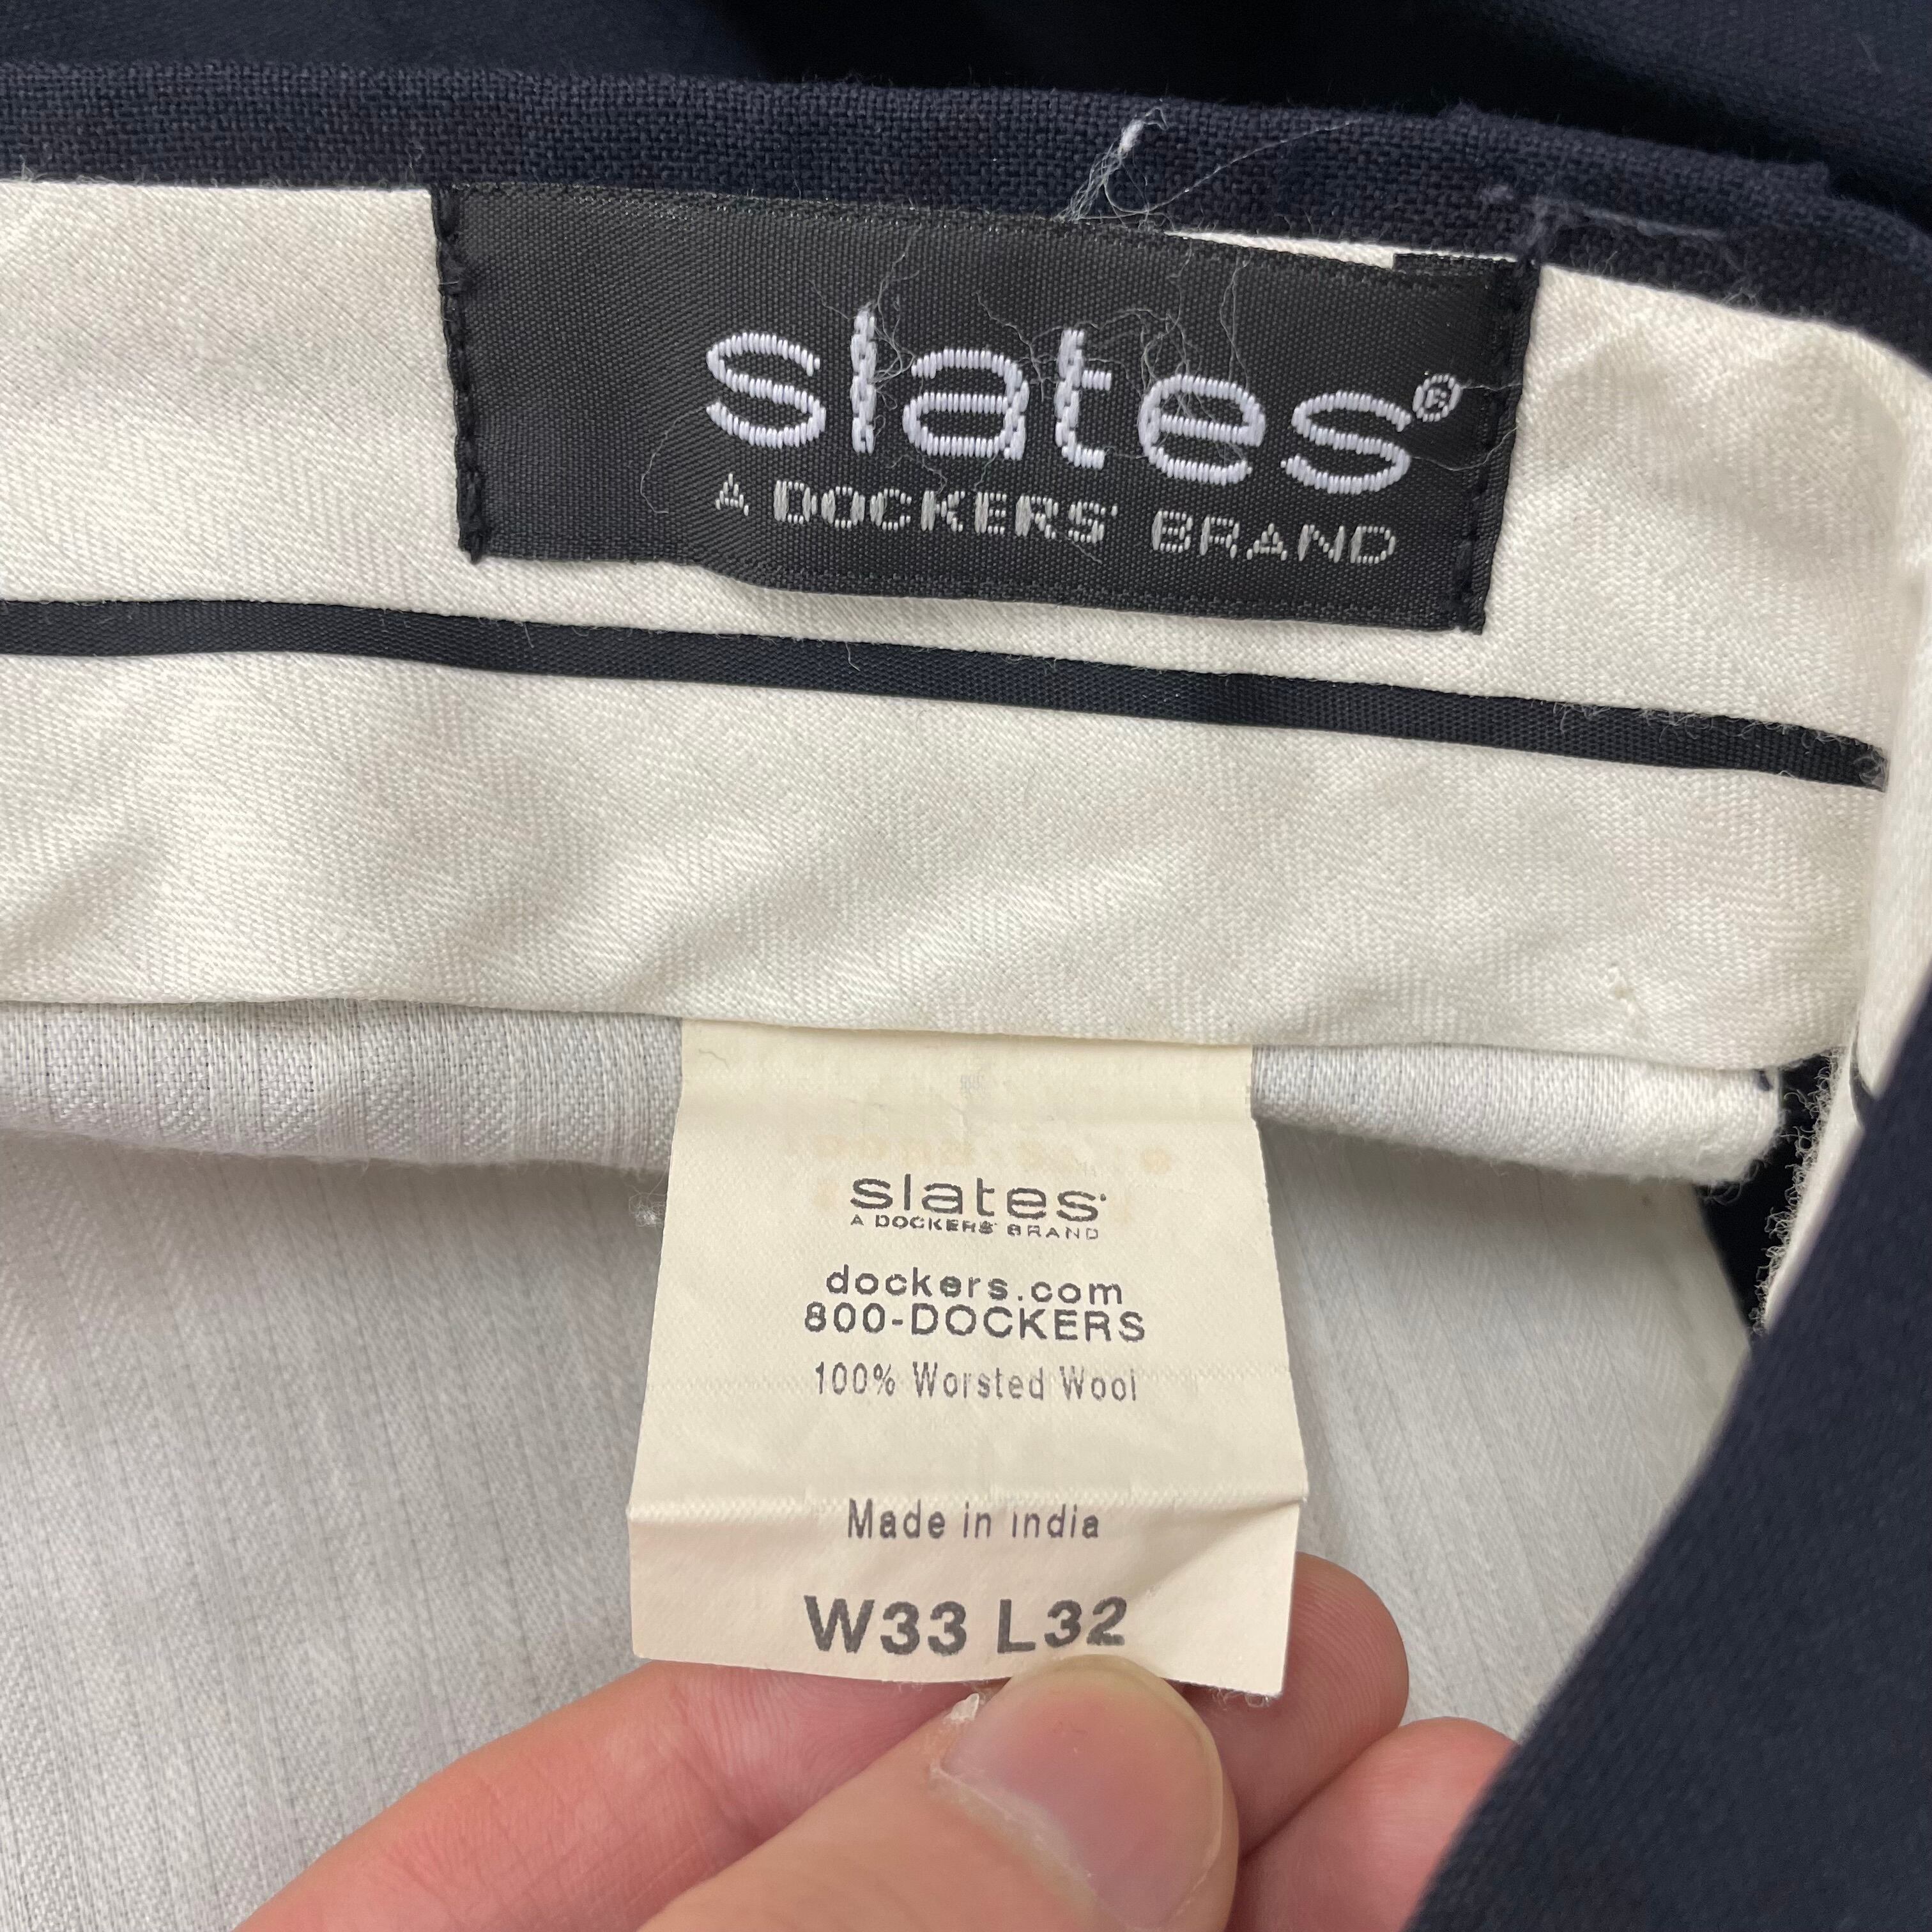 slates®
A DOCKERS® BRAND
slates®
A DOCKERS® BRAND
dockers.com
800-DOCKERS
100% Worsted Wool
Made in India
W33 L32